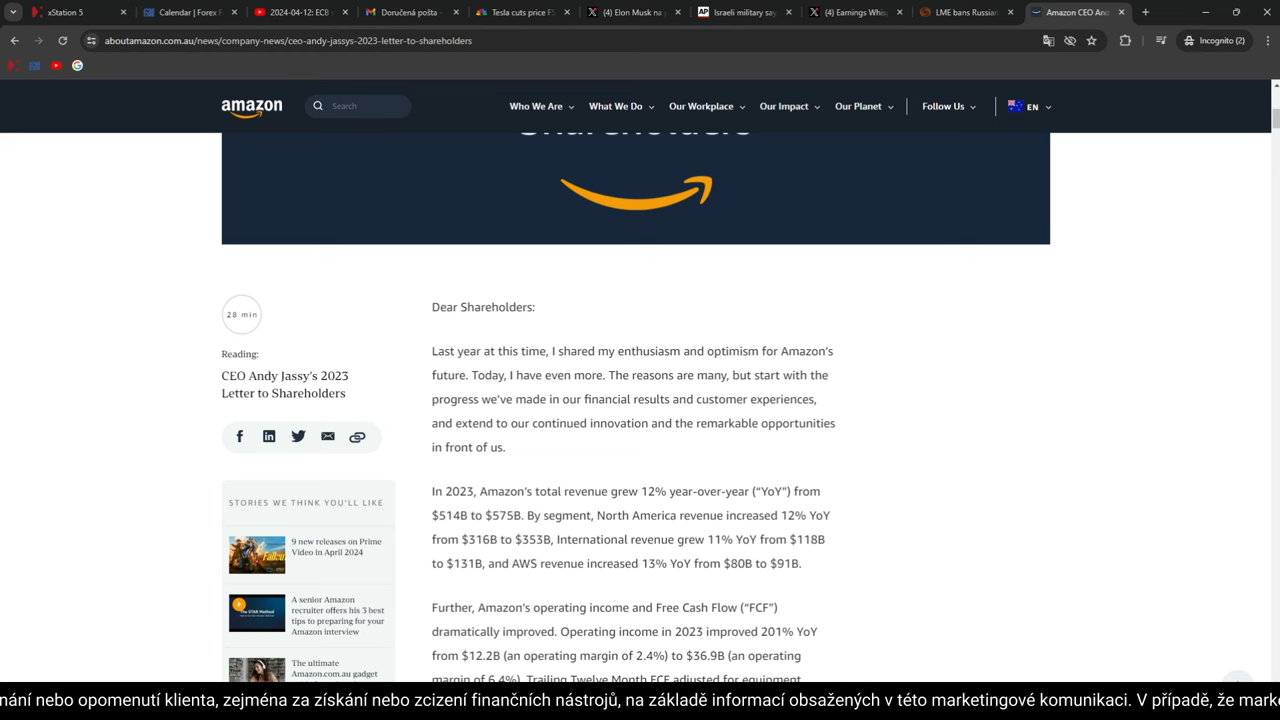 xStation 5
Calendar | Forex F
2024-04-12: ECB s
Doručená pošta –
Tesla cuts price FS
(4) Elon Musk na p
Israeli military say
(4) Earnings Whis
LME bans Russian
Amazon CEO And
aboutamazon.com.au/news/company-news/ceo-andy-jassys-2023-letter-to-shareholders
Incognito (2)
amazon
Search
Who We Are
What We Do
Our Workplace
Our Impact
Our Planet
Follow Us
EN
Shareholders
28 min
Reading:
CEO Andy Jassy’s 2023
Letter to Shareholders
STORIES WE THINK YOU'LL LIKE
9 new releases on Prime
Video in April 2024
Fallout
A senior Amazon
recruiter offers his 3 best
tips to preparing for your
Amazon interview
The STAR Method
The ultimate
Amazon.com.au gadget
Dear Shareholders:
Last year at this time, I shared my enthusiasm and optimism for Amazon’s
future. Today, I have even more. The reasons are many, but start with the
progress we’ve made in our financial results and customer experiences,
and extend to our continued innovation and the remarkable opportunities
in front of us.
In 2023, Amazon’s total revenue grew 12% year-over-year (“YoY”) from
$514B to $575B. By segment, North America revenue increased 12% YoY
from $316B to $353B, International revenue grew 11% YoY from $118B
to $131B, and AWS revenue increased 13% YoY from $80B to $91B.
Further, Amazon’s operating income and Free Cash Flow (“FCF”)
dramatically improved. Operating income in 2023 improved 201% YoY
from $12.2B (an operating margin of 2.4%) to $36.9B (an operating
margin of 6.4%). Trailing Twelve Month FCF adjusted for equipment
nání nebo opomenutí klienta, zejména za získání nebo zcizení finančních nástrojů, na základě informací obsažených v této marketingové komunikaci. V případě, že mark